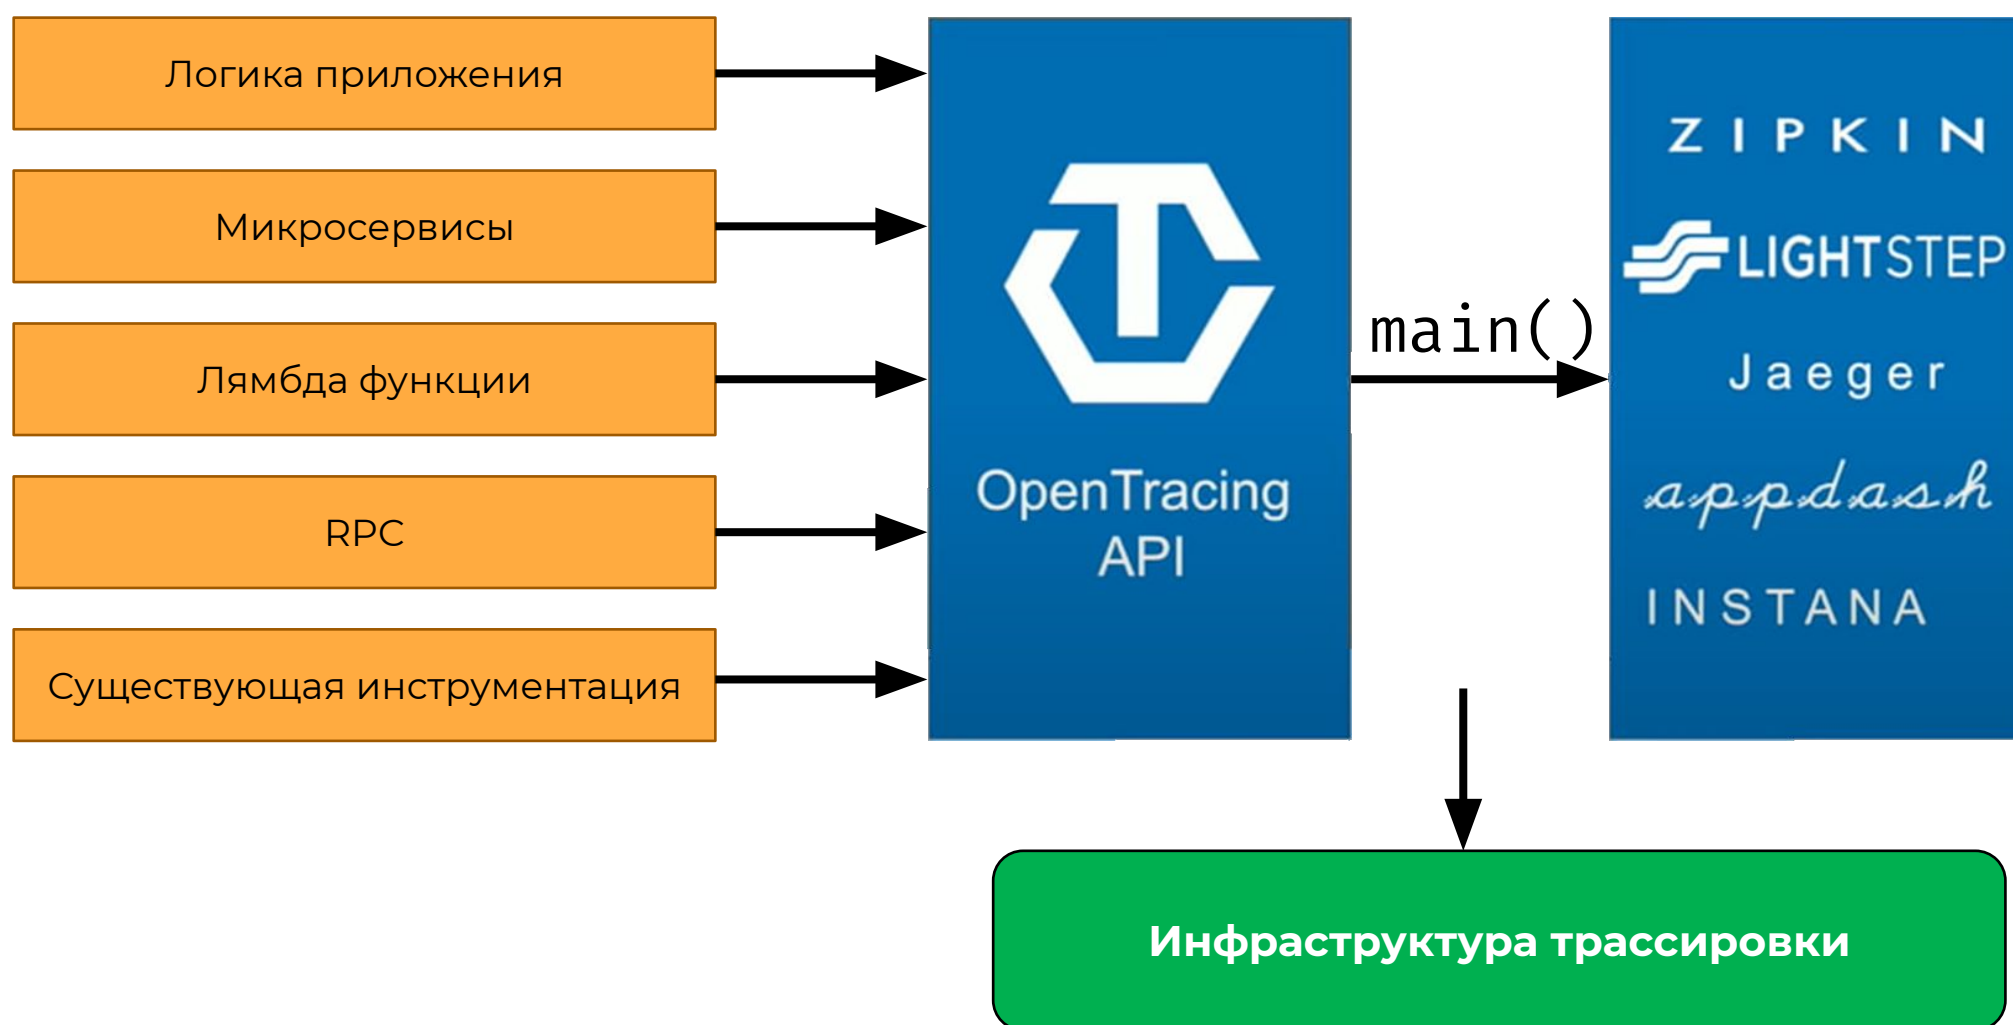 Логика приложения
Микросервисы
Лямбда функции
RPC
Существующая инструментация
OpenTracing
API
main()
ZIPKIN
LIGHTSTEP
Jaeger
appdash
INSTANA
Инфраструктура трассировки